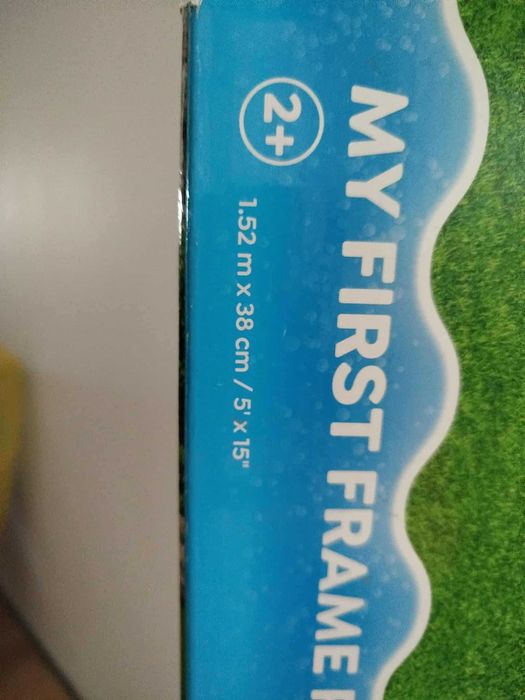 MY FIRST FRAME
2+
1.52 m x 38 cm / 5' x 15"